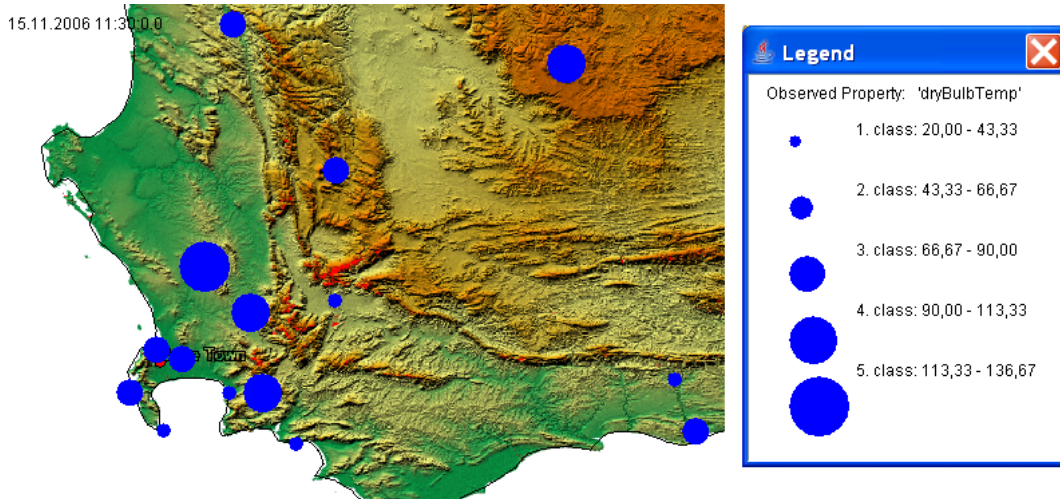 15.11.2006 11:30:0.0
Town
Legend
Observed Property: 'dryBulbTemp'
1. class: 20,00 - 43,33
2. class: 43,33 - 66,67
3. class: 66,67 - 90,00
4. class: 90,00 - 113,33
5. class: 113,33 - 136,67